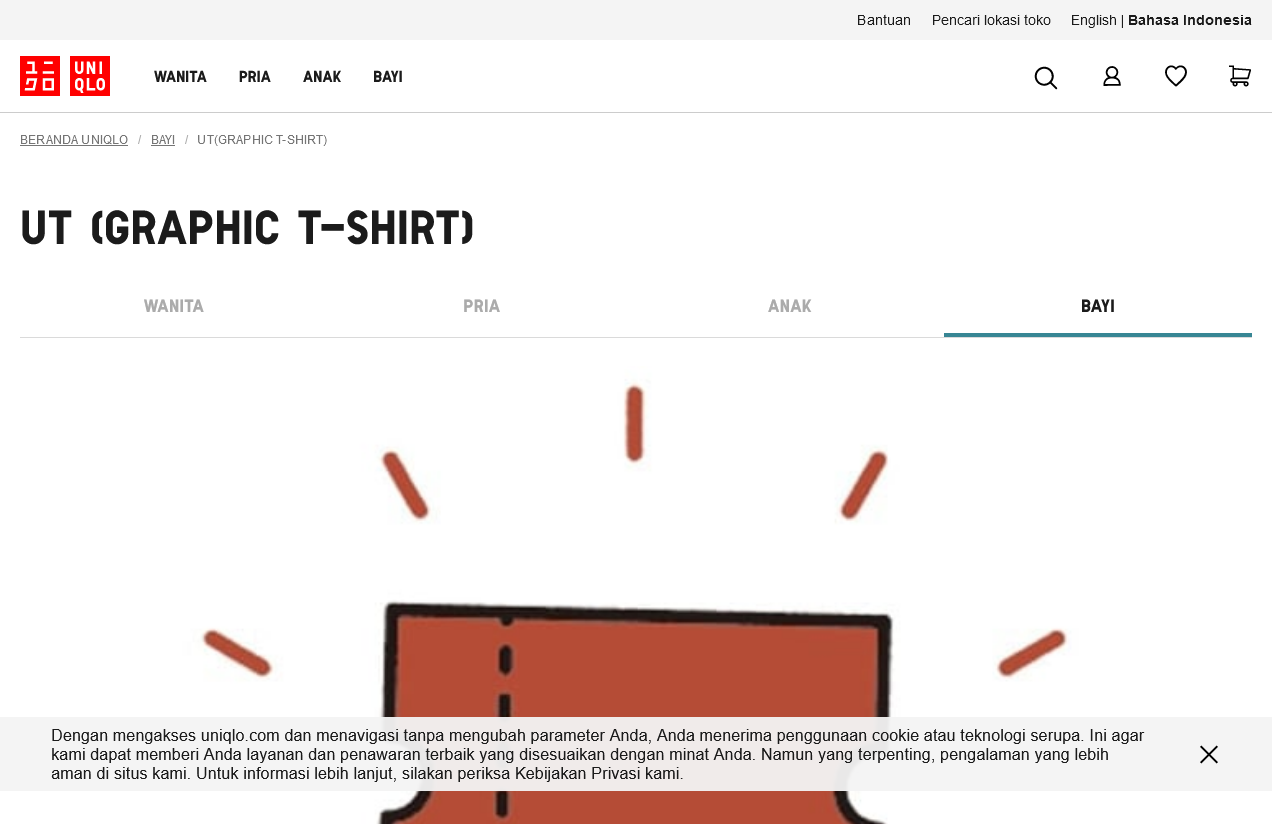 Bantuan Pencari lokasi toko English | Bahasa Indonesia
ユニ UNI
クロ QLO
WANITA PRIA ANAK BAYI
BERANDA UNIQLO / BAYI / UT(GRAPHIC T-SHIRT)
UT (GRAPHIC T-SHIRT)
WANITA PRIA ANAK BAYI
Dengan mengakses uniqlo.com dan menavigasi tanpa mengubah parameter Anda, Anda menerima penggunaan cookie atau teknologi serupa. Ini agar
kami dapat memberi Anda layanan dan penawaran terbaik yang disesuaikan dengan minat Anda. Namun yang terpenting, pengalaman yang lebih
aman di situs kami. Untuk informasi lebih lanjut, silakan periksa Kebijakan Privasi kami.